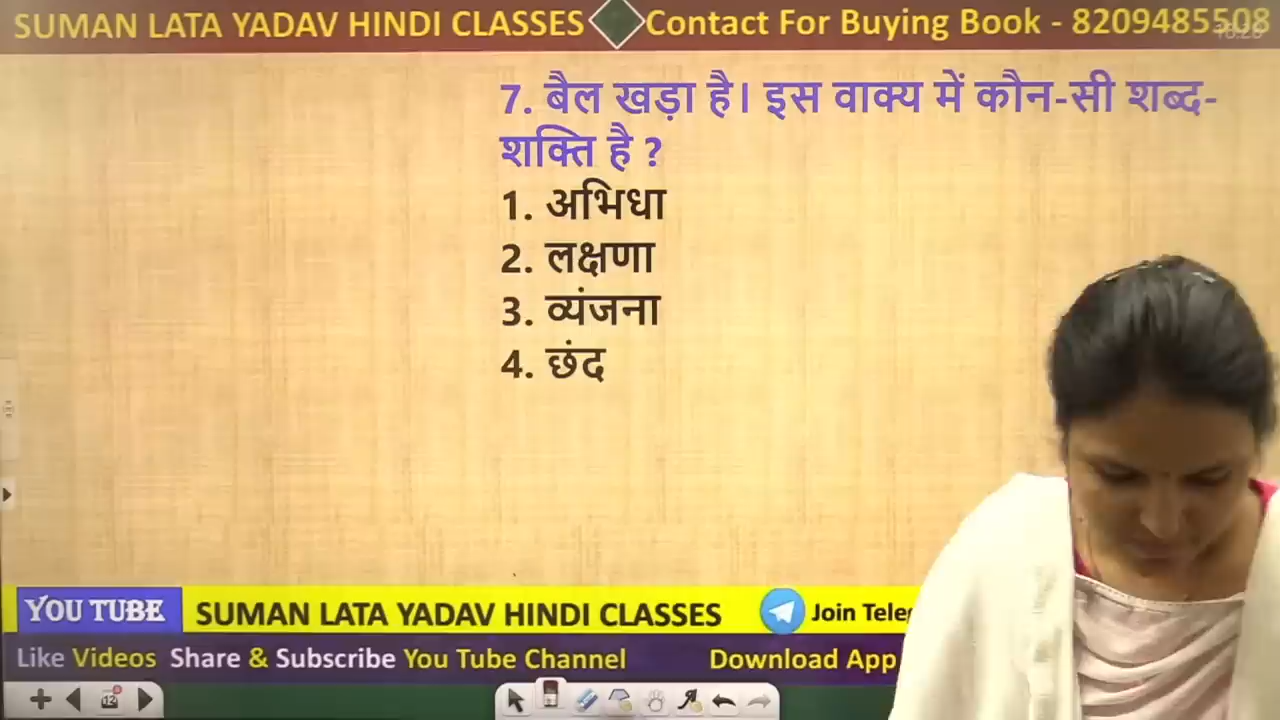 SUMAN LATA YADAV HINDI CLASSES Contact For Buying Book - 8209485508
7. बैल खड़ा है। इस वाक्य में कौन-सी शब्द-
शक्ति है ?
1. अभिधा
2. लक्षणा
3. व्यंजना
4. छंद
YOU TUBE SUMAN LATA YADAV HINDI CLASSES Join
Like Videos Share & Subscribe You Tube Channel Download App
12